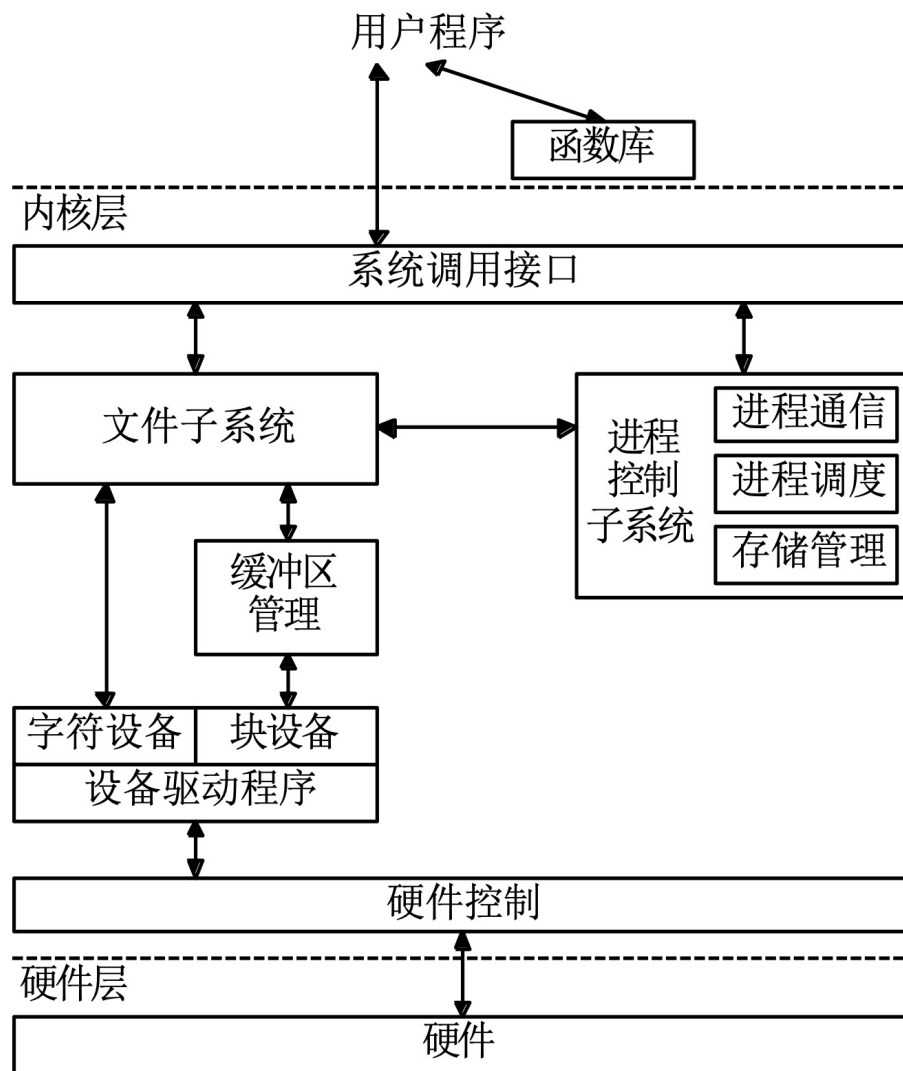 用户程序
函数库
内核层
系统调用接口
文件子系统
进程
控制
子系统
进程通信
进程调度
存储管理
缓冲区
管理
字符设备
块设备
设备驱动程序
硬件控制
硬件层
硬件